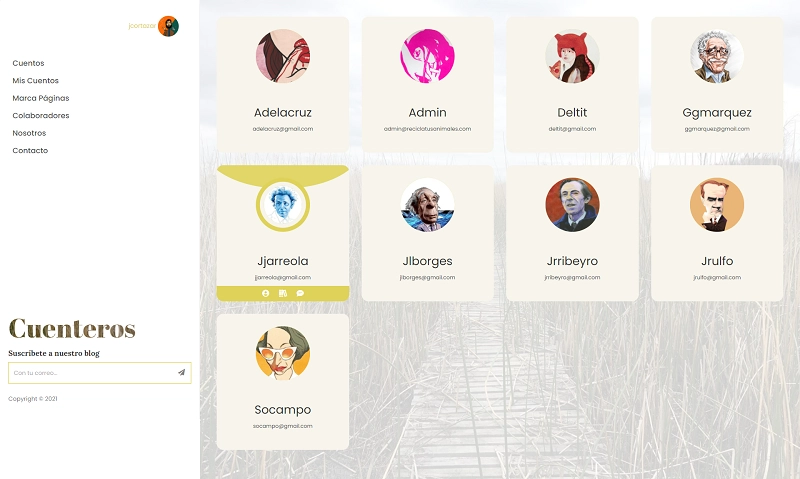 jcortazar
Cuentos
Mis Cuentos
Marca Páginas
Colaboradores
Nosotros
Contacto
Cuenteros
Suscríbete a nuestro blog
Con tu correo...
Copyright © 2021
Adelacruz
adelacruz@gmail.com
Admin
admin@reciclatusanimales.com
Deltit
deltit@gmail.com
Ggmarquez
ggmarquez@gmail.com
Jjarreola
jjarreola@gmail.com
Jlborges
jlborges@gmail.com
Jrribeyro
jrribeyro@gmail.com
Jrulfo
jrulfo@gmail.com
Socampo
socampo@gmail.com